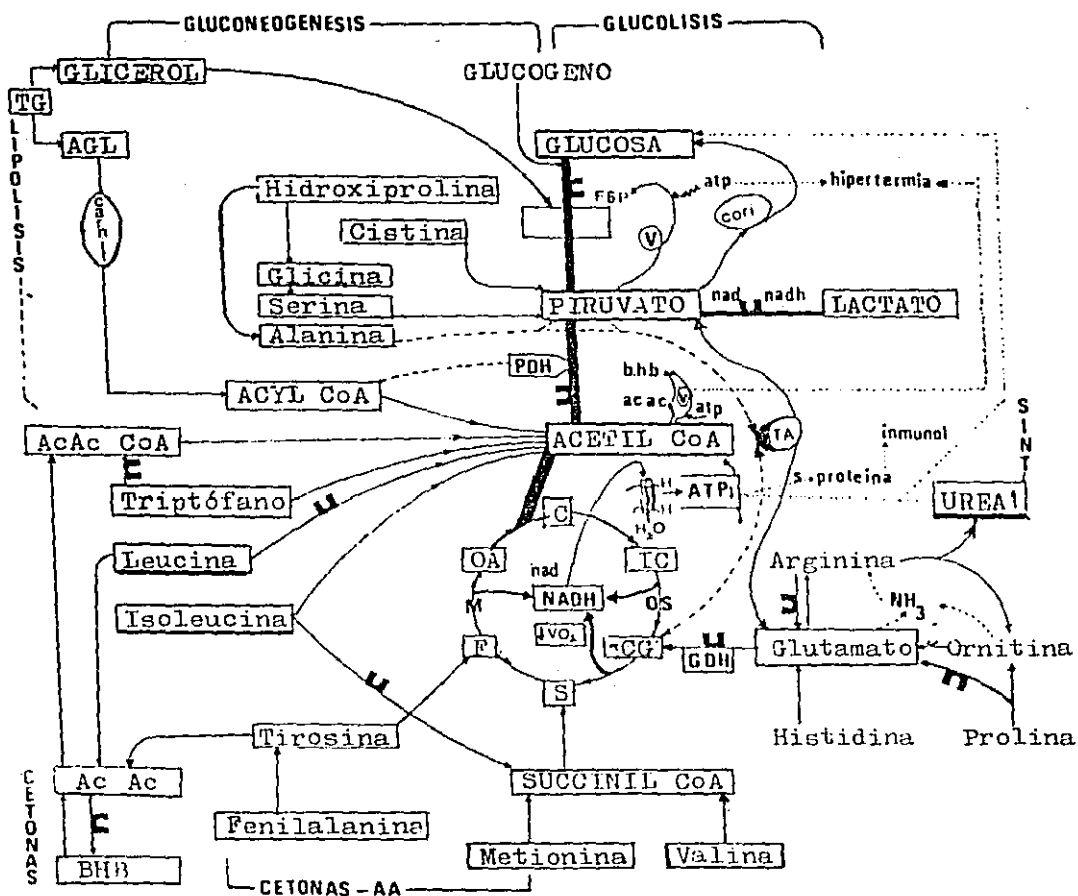 GLUCONEOGENESIS
GLUCOLISIS
GLICEROL
GLUCOGENO
TG
AGL
GLUCOSA
LIPOLISIS
carni
Hidroxiprolina
F6P
atp
hipertermia
cori
V
Cistina
Glicina
Serina
PIRUVATO
nad
nadh
LACTATO
Alanina
PDH
b.hb
ac ac
V
atp
ACYL CoA
TA
SINT
AcAc CoA
ACETIL CoA
inmunol
s.proteina
Triptófano
H
ATP
H
H₂O
UREA↑
C
Leucina
OA
IC
Arginina
nad
NADH
OS
NH₃
Isoleucina
M
↓VO₂
F
CG
GDH
Glutamato
Ornitina
S
Tirosina
Histidina
Prolina
CETONAS
Ac Ac
SUCCINIL CoA
Fenilalanina
BHB
Metionina
Valina
CETONAS-AA